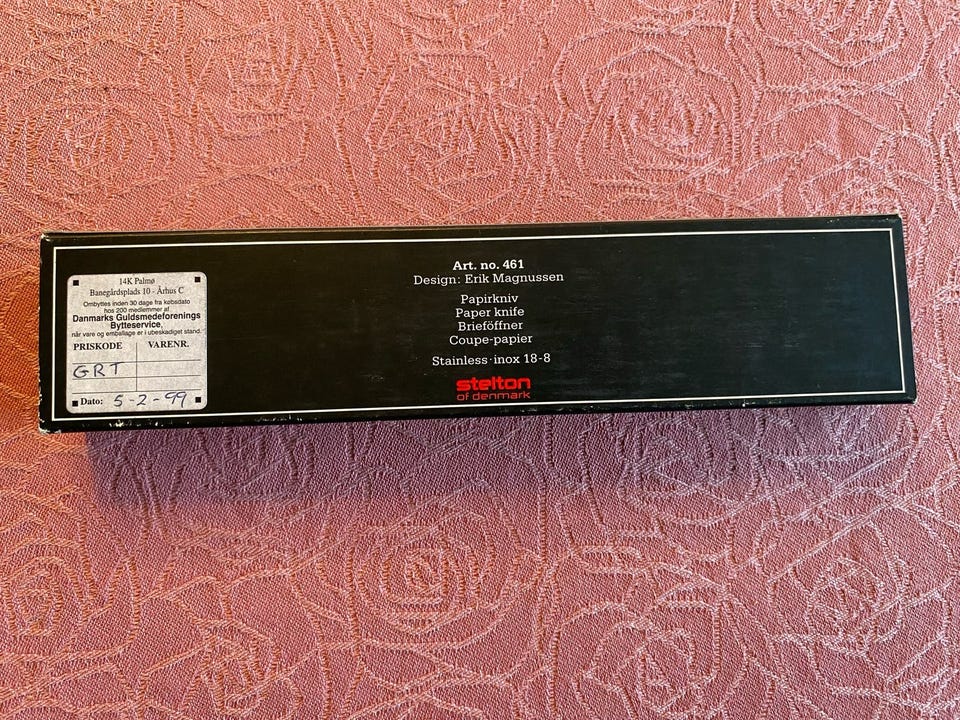 14K Palmø
Banegårdsplads 10 - Århus C
Ombyttes inden 30 dage fra købsdato
hos 200 medlemmer af
Danmarks Guldsmedeforenings
Bytteservice,
når vare og emballage er i ubeskadiget stand.
PRISKODE VARENR.
GRT
Dato: 5-2-99
Art. no. 461
Design: Erik Magnussen
Papirkniv
Paper knife
Brieföffner
Coupe-papier
Stainless·inox 18-8
stelton
of denmark